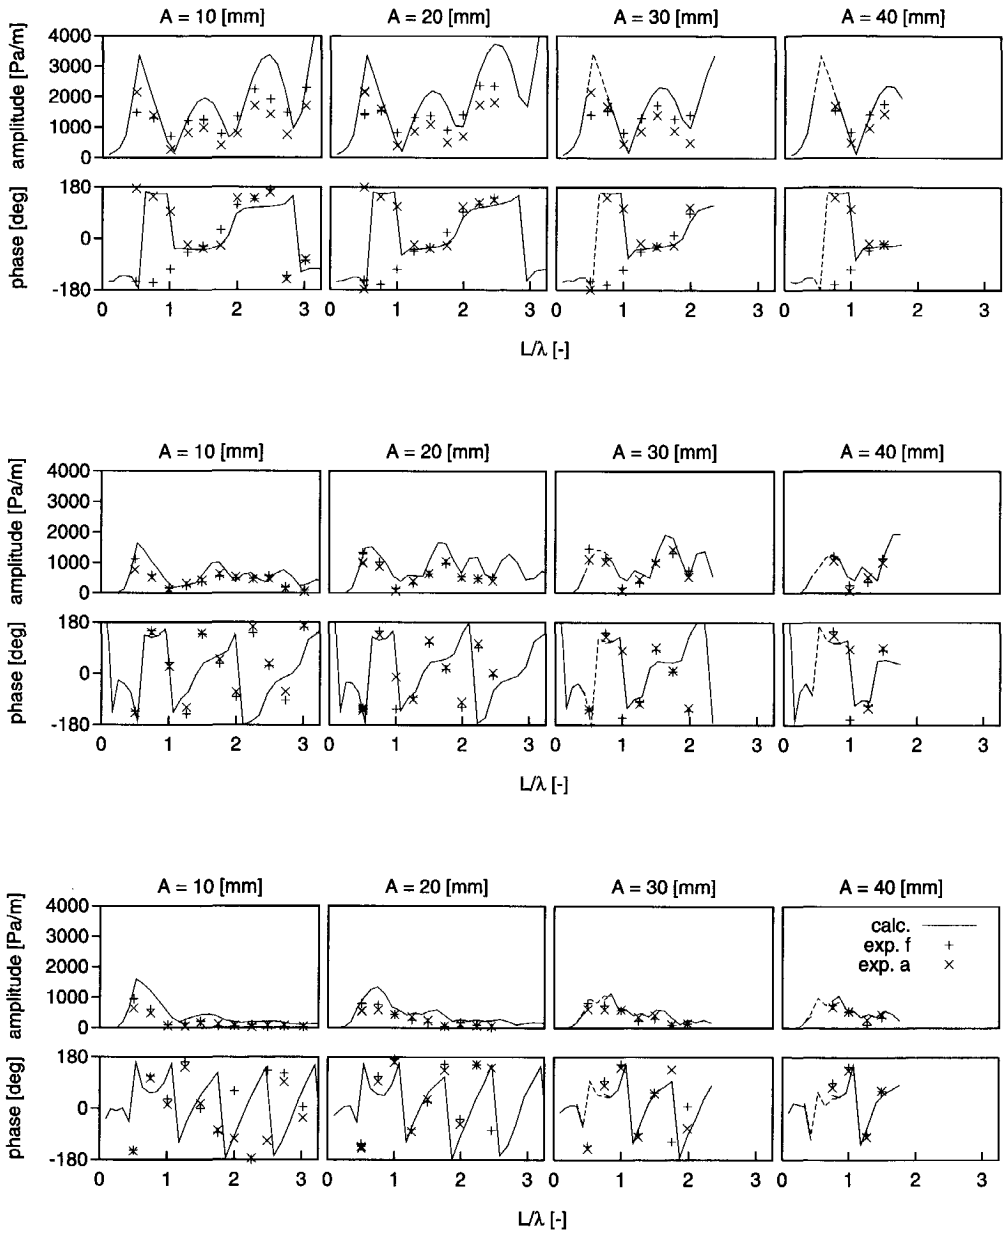 A = 10 [mm] A = 20 [mm] A = 30 [mm] A = 40 [mm]
amplitude [Pa/m]
4000
3000
2000
1000
0
phase [deg]
180
0
-180
0 1 2 3 0 1 2 3 0 1 2 3 0 1 2 3
L/λ [-]
A = 10 [mm] A = 20 [mm] A = 30 [mm] A = 40 [mm]
amplitude [Pa/m]
4000
3000
2000
1000
0
phase [deg]
180
0
-180
0 1 2 3 0 1 2 3 0 1 2 3 0 1 2 3
L/λ [-]
A = 10 [mm] A = 20 [mm] A = 30 [mm] A = 40 [mm]
amplitude [Pa/m]
4000
3000
2000
1000
0
calc.
exp. f
exp. a
phase [deg]
180
0
-180
0 1 2 3 0 1 2 3 0 1 2 3 0 1 2 3
L/λ [-]